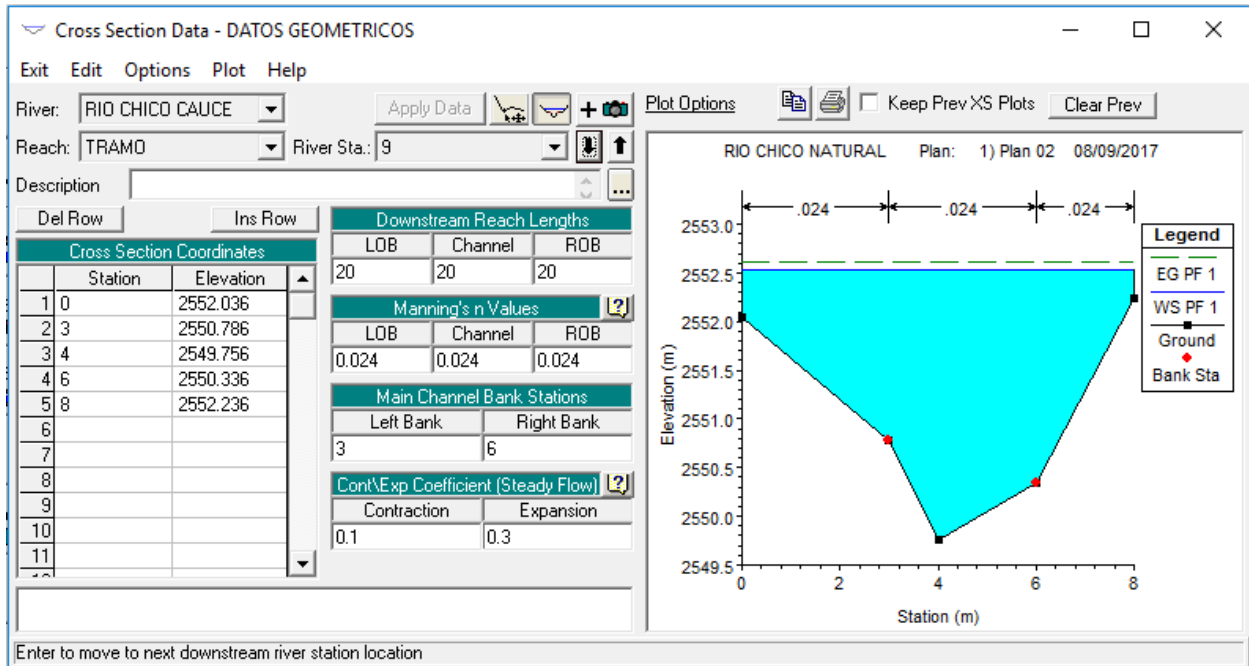 Cross Section Data - DATOS GEOMETRICOS
Exit Edit Options Plot Help
River: RIO CHICO CAUCE Apply Data + Plot Options Keep Prev XS Plots Clear Prev
Reach: TRAMO River Sta.: 9
Description ...
Del Row Ins Row
Cross Section Coordinates
Station Elevation
1 0 2552.036
2 3 2550.786
3 4 2549.756
4 6 2550.336
5 8 2552.236
6
7
8
9
10
11
Downstream Reach Lengths
LOB Channel ROB
20 20 20
Manning's n Values ?
LOB Channel ROB
0.024 0.024 0.024
Main Channel Bank Stations
Left Bank Right Bank
3 6
Cont\Exp Coefficient (Steady Flow) ?
Contraction Expansion
0.1 0.3
RIO CHICO NATURAL Plan: 1) Plan 02 08/09/2017
.024 .024 .024
2553.0
2552.5
2552.0
2551.5
2551.0
2550.5
2550.0
2549.5
Elevation (m)
0 2 4 6 8
Station (m)
Legend
EG PF 1
WS PF 1
Ground
Bank Sta
Enter to move to next downstream river station location